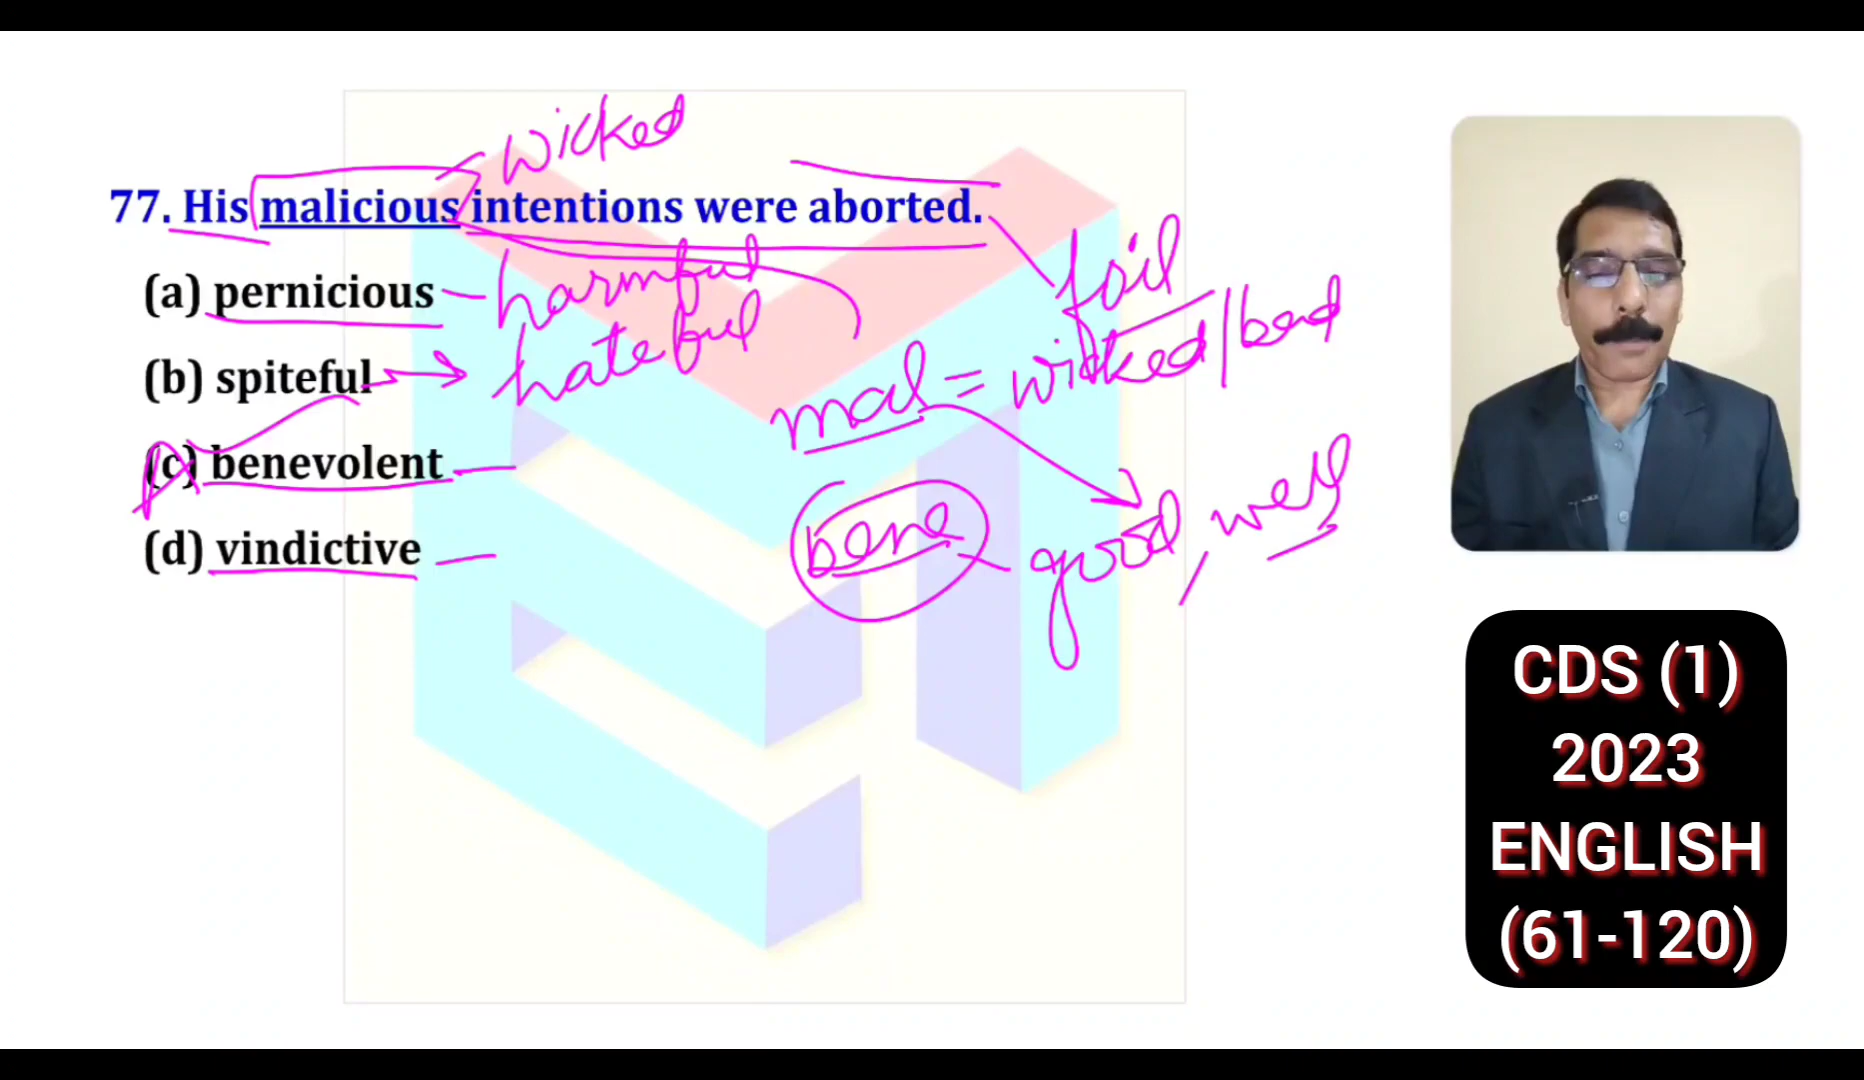 wicked
77. His malicious intentions were aborted.
foil
(a) pernicious harmful
(b) spiteful hateful
mal = wicked/bad
(c) benevolent
bene good, well
(d) vindictive
CDS (1)
2023
ENGLISH
(61-120)